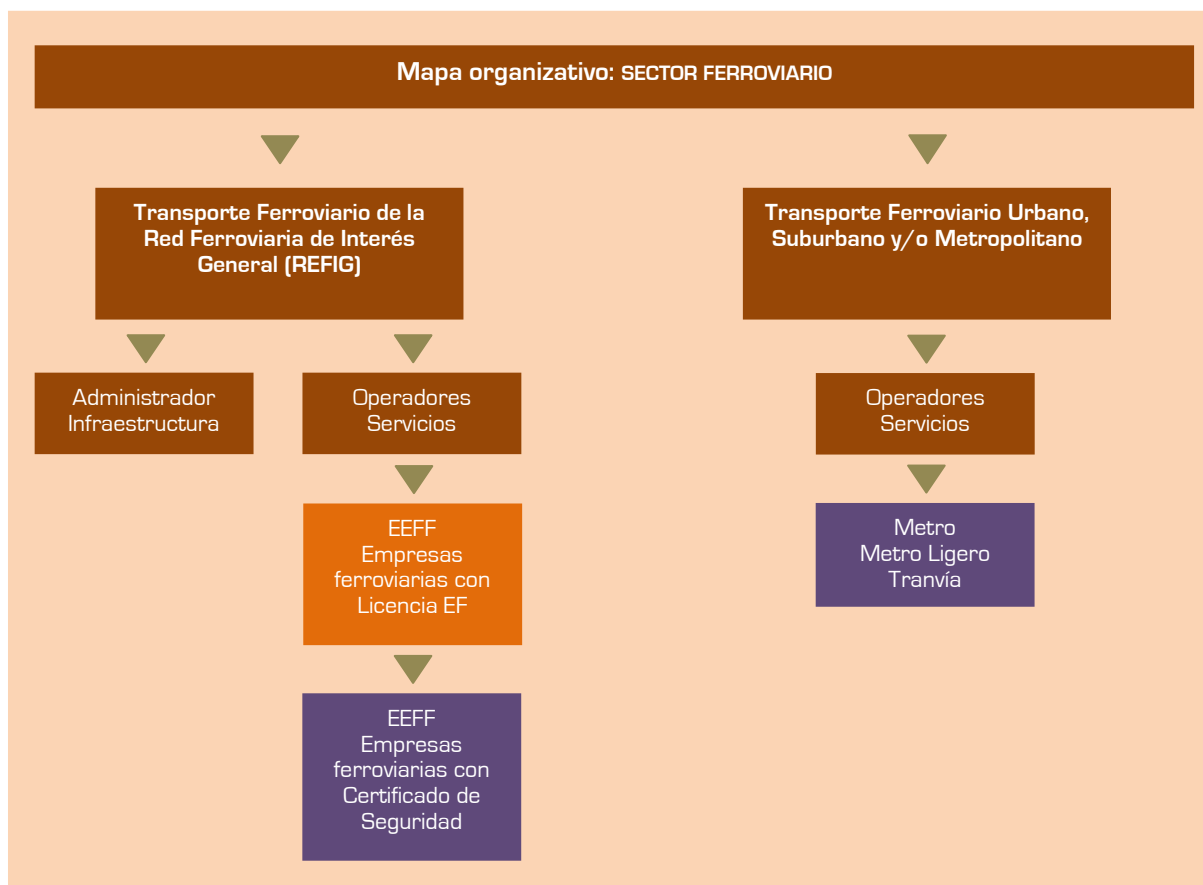 Mapa organizativo: SECTOR FERROVIARIO
Transporte Ferroviario de la
Red Ferroviaria de Interés
General (REFIG)
Transporte Ferroviario Urbano,
Suburbano y/o Metropolitano
Administrador
Infraestructura
Operadores
Servicios
Operadores
Servicios
EEFF
Empresas
ferroviarias con
Licencia EF
Metro
Metro Ligero
Tranvía
EEFF
Empresas
ferroviarias con
Certificado de
Seguridad